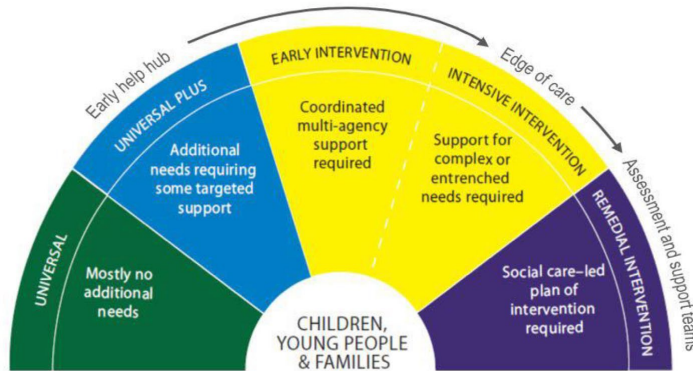 Early help hub
Edge of care
Assessment and support teams
UNIVERSAL
Mostly no
additional
needs
UNIVERSAL PLUS
Additional
needs requiring
some targeted
support
EARLY INTERVENTION
Coordinated
multi-agency
support
required
INTENSIVE INTERVENTION
Support for
complex or
entrenched
needs required
REMEDIAL INTERVENTION
Social care–led
plan of
intervention
required
CHILDREN,
YOUNG PEOPLE
& FAMILIES